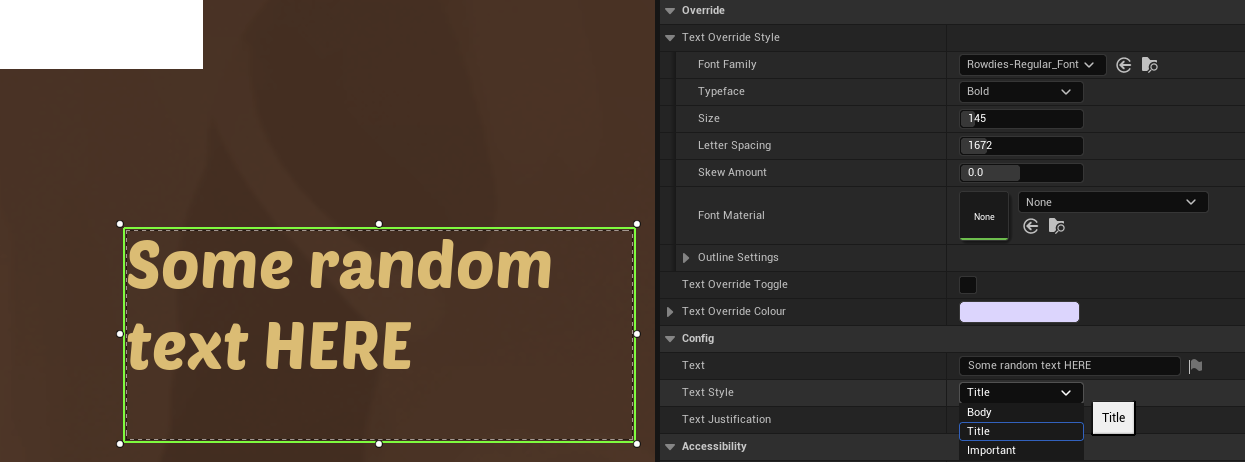 Some random
text HERE
Override
Text Override Style
Font Family
Rowdies-Regular_Font
Typeface
Bold
Size
145
Letter Spacing
1672
Skew Amount
0.0
Font Material
None
None
Outline Settings
Text Override Toggle
Text Override Colour
Config
Text
Some random text HERE
Text Style
Title
Body
Title
Title
Text Justification
Important
Accessibility